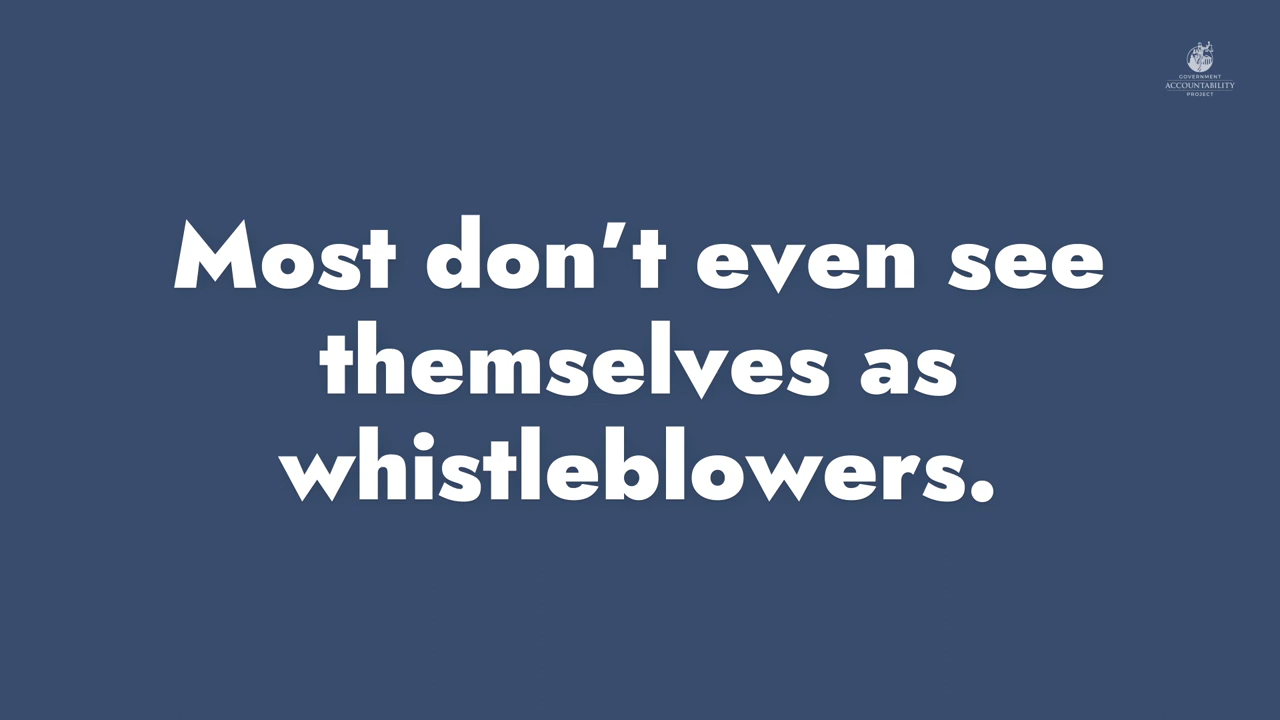 GOVERNMENT
ACCOUNTABILITY
PROJECT
Most don’t even see
themselves as
whistleblowers.